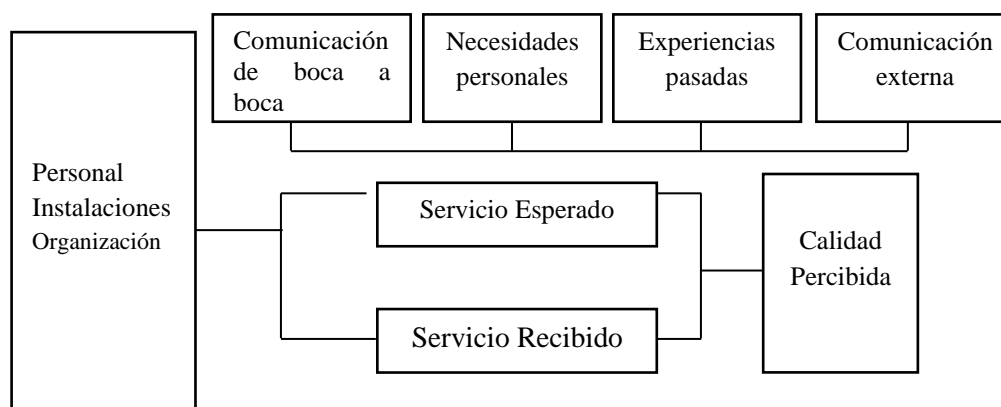 Comunicación
de boca a
boca
Necesidades
personales
Experiencias
pasadas
Comunicación
externa
Personal
Instalaciones
Organización
Servicio Esperado
Servicio Recibido
Calidad
Percibida